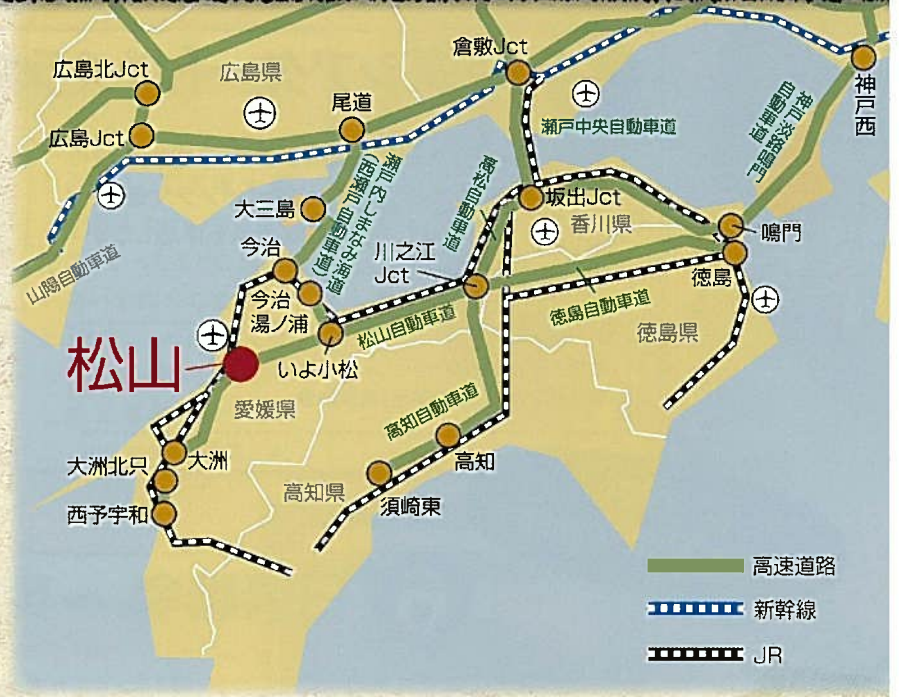 倉敷Jct
広島北Jct
広島県
尾道
広島Jct
瀬戸中央自動車道
神戸淡路鳴門
自動車道
神戸西
大三島
瀬戸内しまなみ海道
(西瀬戸自動車道)
高松自動車道
坂出Jct
香川県
鳴門
今治
川之江
Jct
徳島
山陽自動車道
今治
湯ノ浦
松山自動車道
徳島自動車道
徳島県
松山
いよ小松
愛媛県
高知自動車道
大洲北只
大洲
高知
高知県
須崎東
西予宇和
高速道路
新幹線
JR